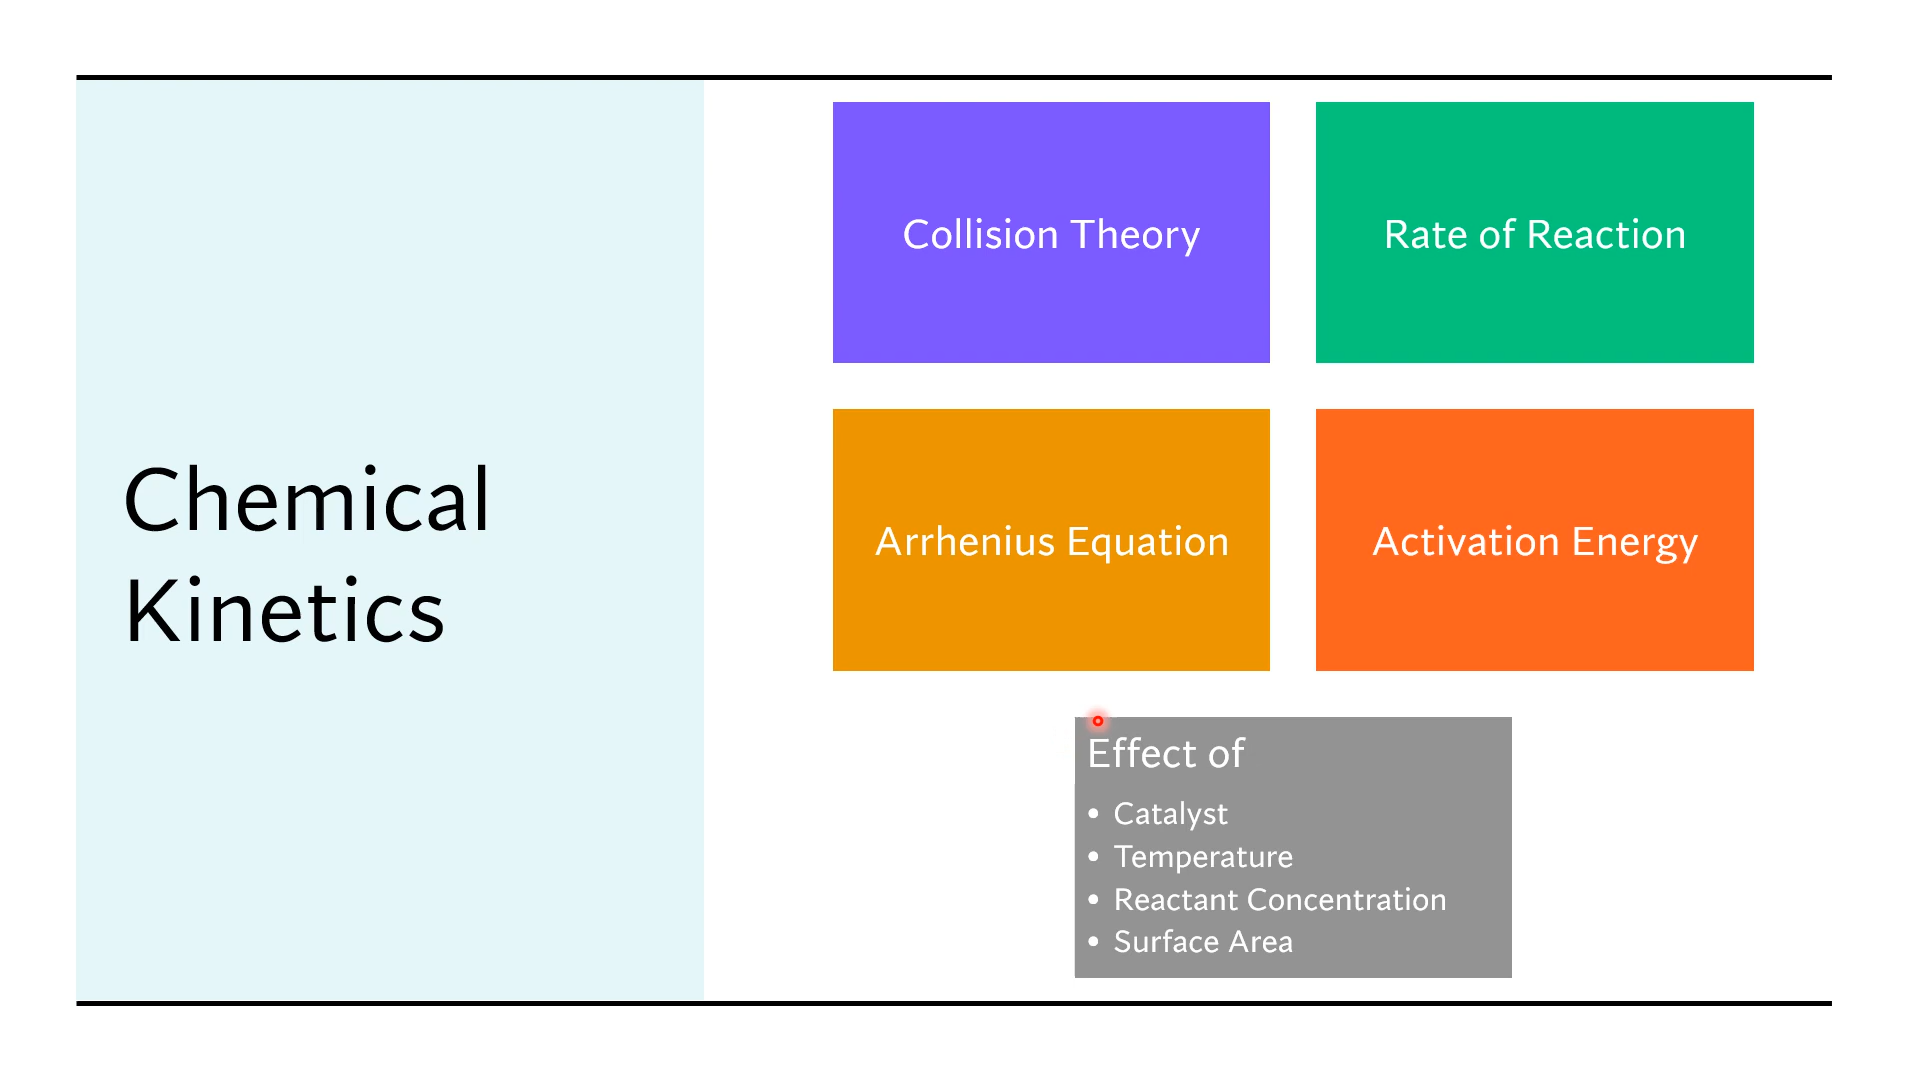 Chemical
Kinetics
Collision Theory
Rate of Reaction
Arrhenius Equation
Activation Energy
Effect of
• Catalyst
• Temperature
• Reactant Concentration
• Surface Area